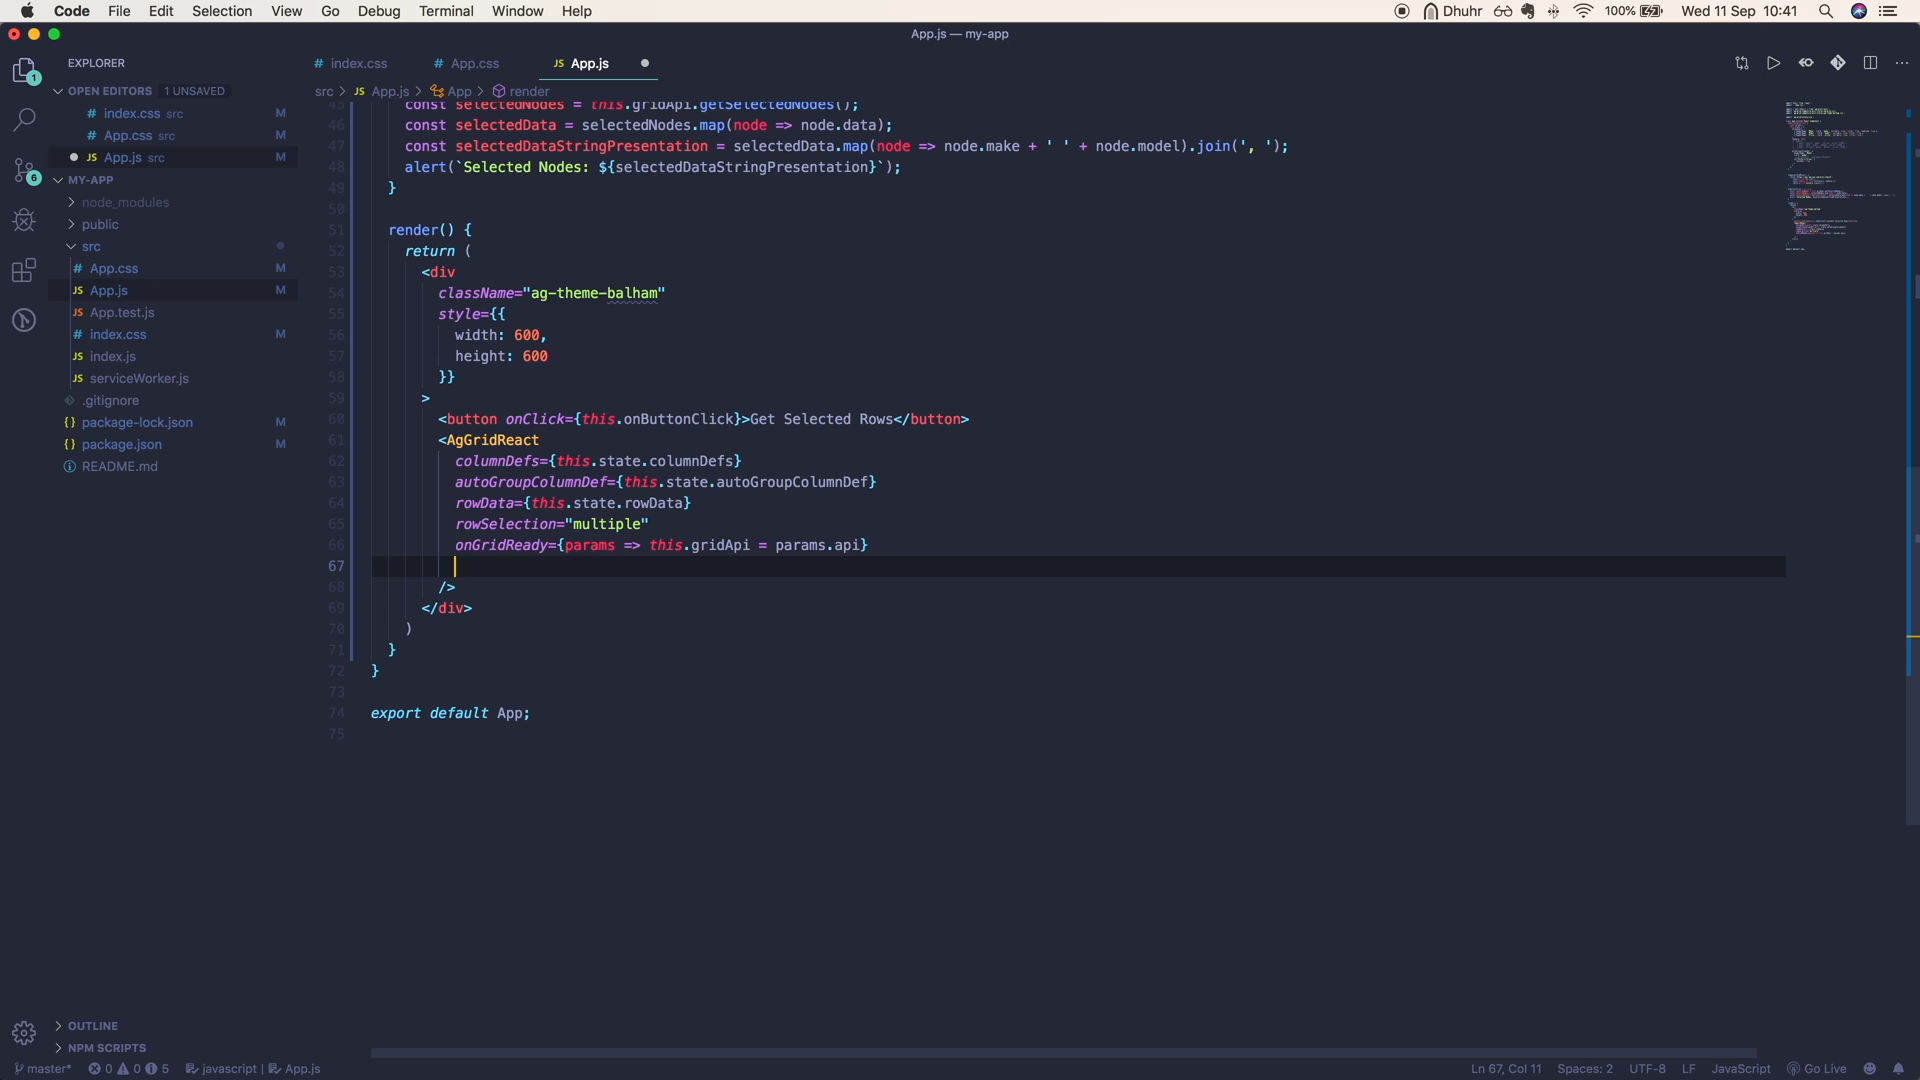 Code File Edit Selection View Go Debug Terminal Window Help Dhuhr 100% Wed 11 Sep 10:41
App.js — my-app
EXPLORER
# index.css # App.css JS App.js
OPEN EDITORS 1 UNSAVED
# index.css src M
# App.css src M
JS App.js src M
MY-APP
node_modules
public
src
# App.css M
JS App.js M
JS App.test.js
# index.css M
JS index.js
JS serviceWorker.js
.gitignore
{} package-lock.json M
{} package.json M
README.md
1
6
src > JS App.js > App > render
45 const selectedNodes = this.gridApi.getSelectedNodes();
46 const selectedData = selectedNodes.map(node => node.data);
47 const selectedDataStringPresentation = selectedData.map(node => node.make + ' ' + node.model).join(', ');
48 alert(`Selected Nodes: ${selectedDataStringPresentation}`);
49 }
50
51 render() {
52 return (
53 <div
54 className="ag-theme-balham"
55 style={{
56 width: 600,
57 height: 600
58 }}
59 >
60 <button onClick={this.onButtonClick}>Get Selected Rows</button>
61 <AgGridReact
62 columnDefs={this.state.columnDefs}
63 autoGroupColumnDef={this.state.autoGroupColumnDef}
64 rowData={this.state.rowData}
65 rowSelection="multiple"
66 onGridReady={params => this.gridApi = params.api}
67
68 />
69 </div>
70 )
71 }
72 }
73
74 export default App;
75
OUTLINE
NPM SCRIPTS
master* 0 0 5 javascript | App.js Ln 67, Col 11 Spaces: 2 UTF-8 LF JavaScript Go Live